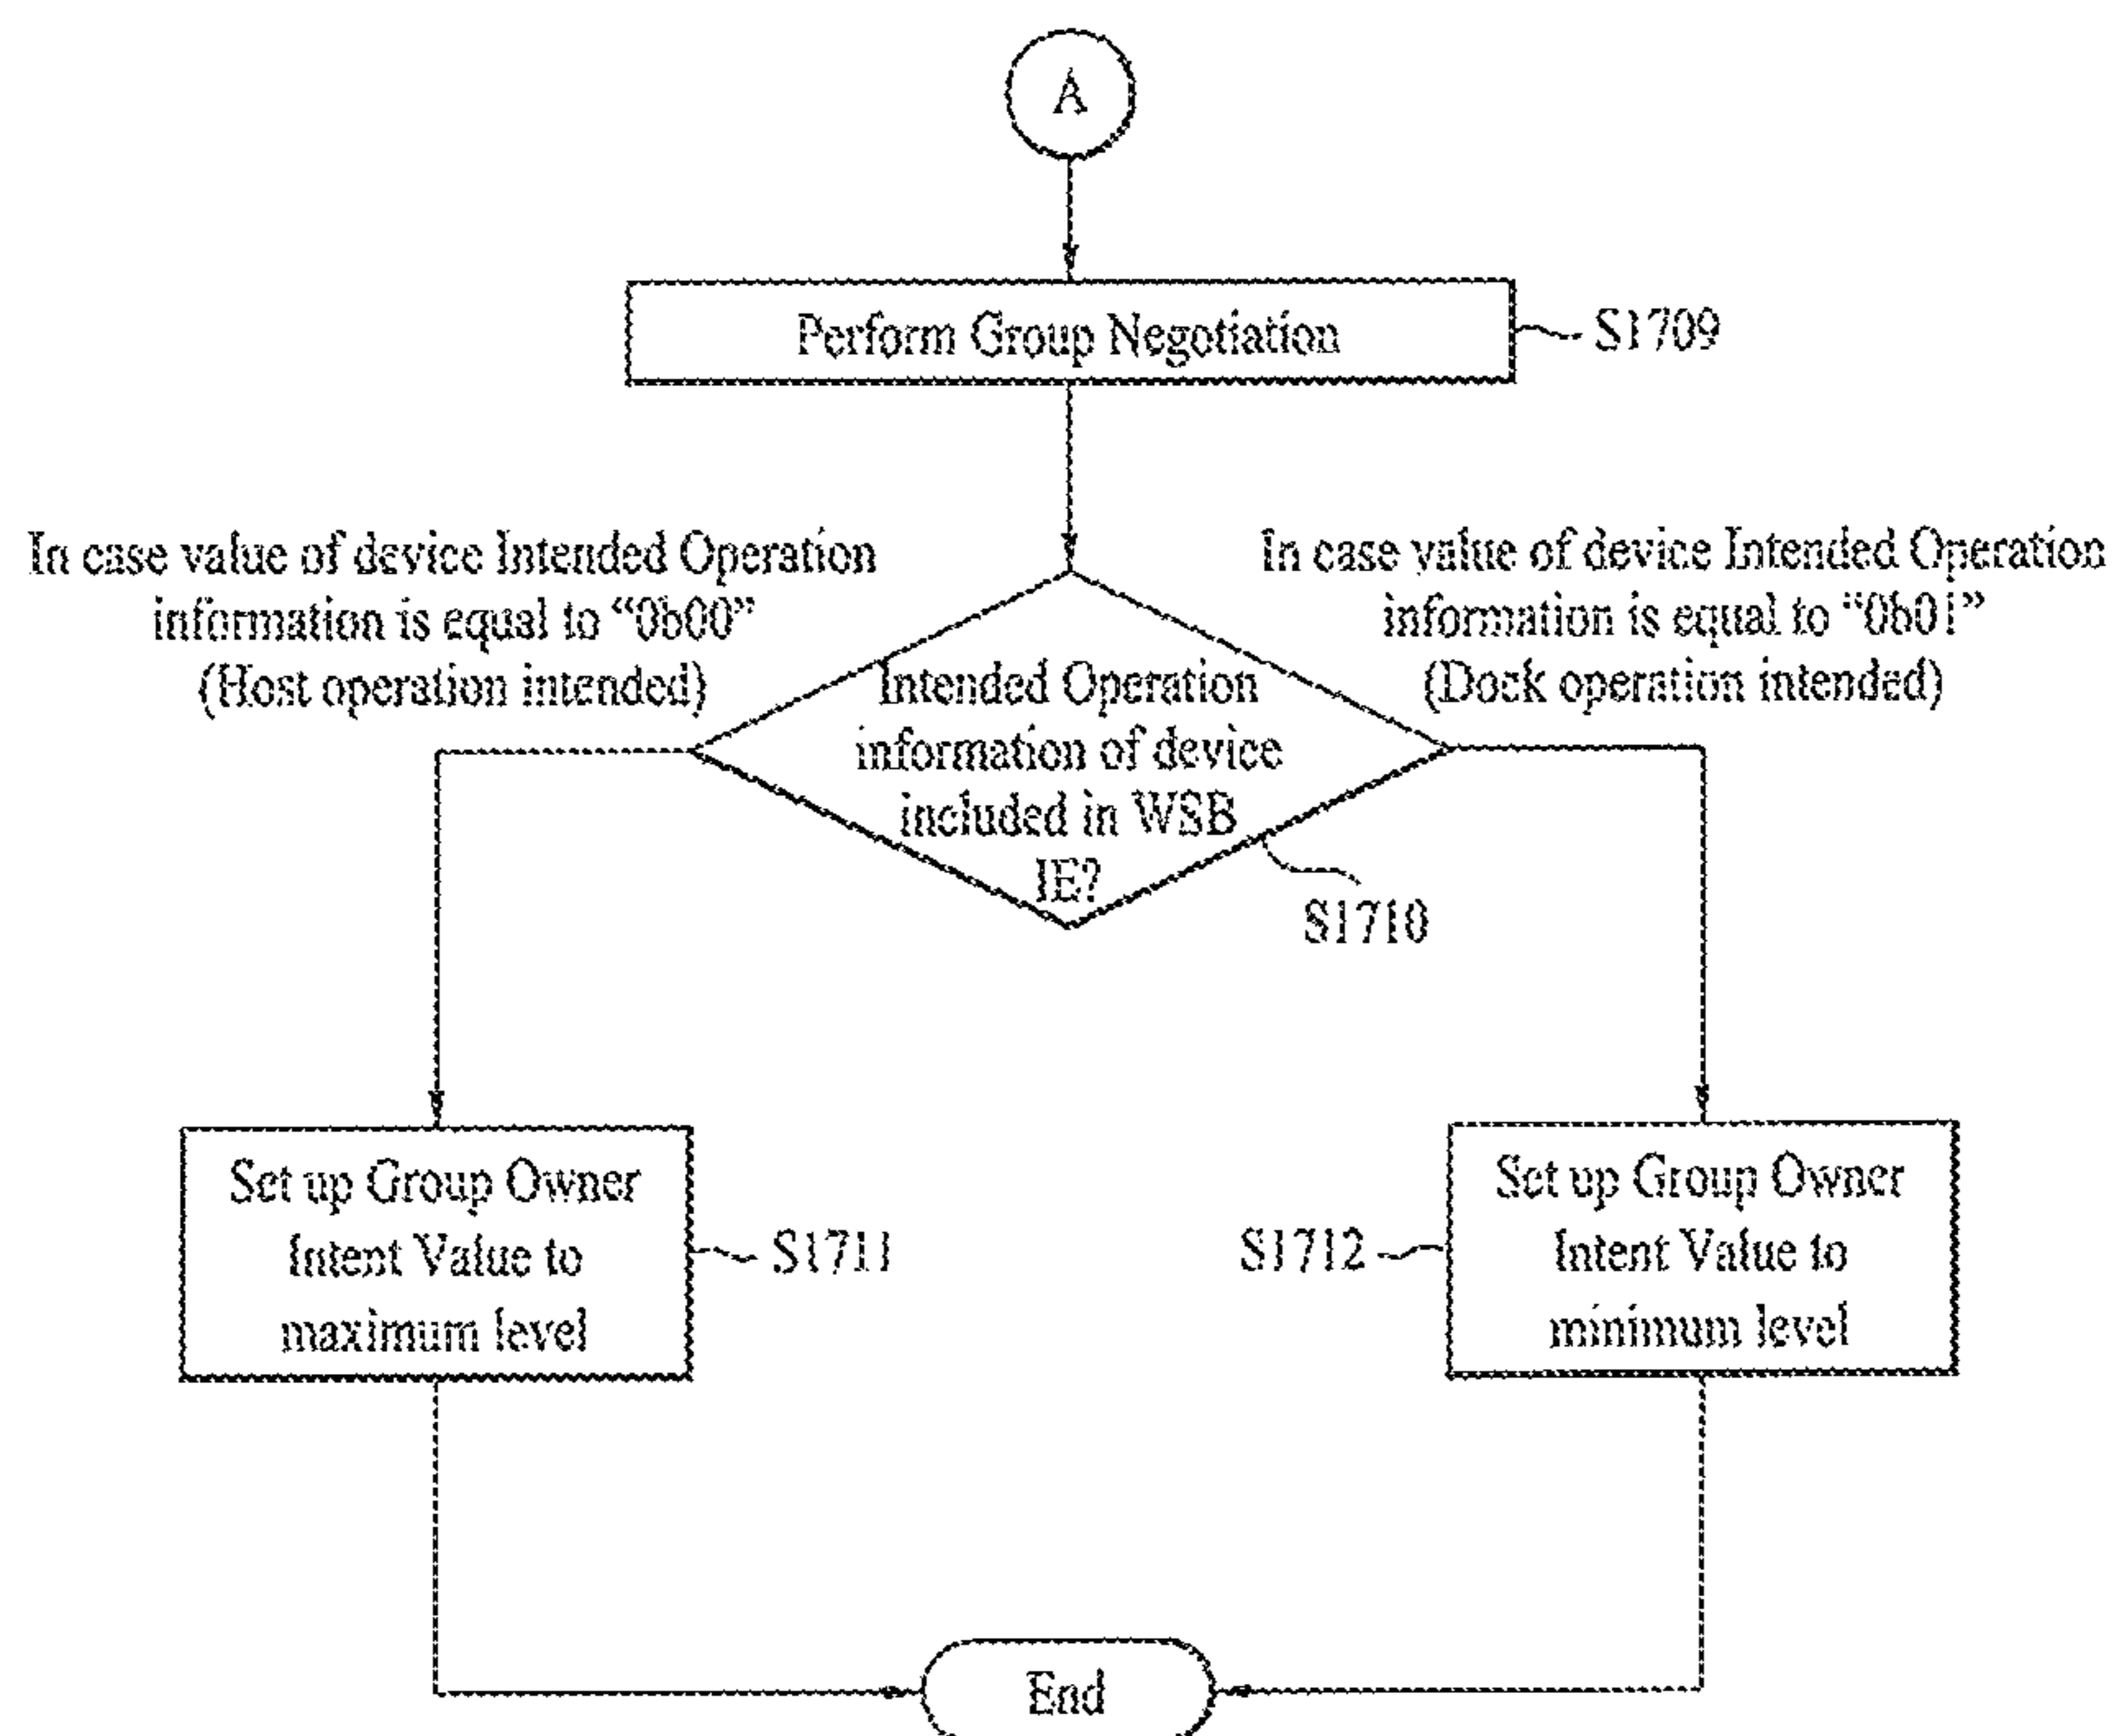 A
Perform Group Negotiation
S1709
In case value of device Intended Operation
information is equal to “0b00”
(Host operation intended)
In case value of device Intended Operation
information is equal to “0b01”
(Dock operation intended)
Intended Operation
information of device
included in WSB
IE?
S1710
Set up Group Owner
Intent Value to
maximum level
S1711
S1712
Set up Group Owner
Intent Value to
minimum level
End